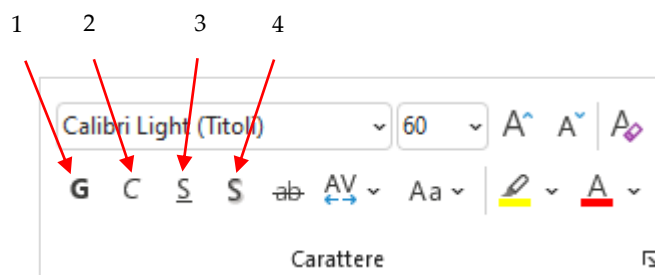 1 2 3 4
Calibri Light (Titoli) 60 A A A
G C S S ab AV Aa A
Carattere